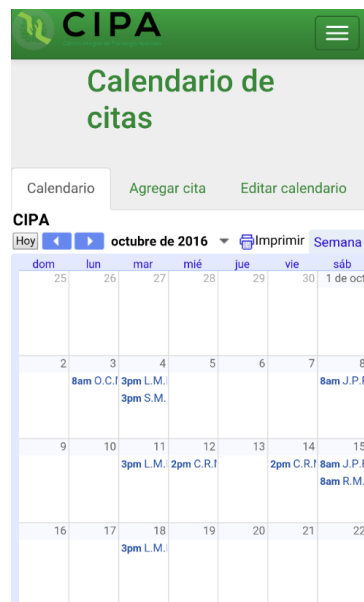 CIPA
Calendario de
citas
Calendario Agregar cita Editar calendario
CIPA
Hoy octubre de 2016 Imprimir Semana
dom lun mar mié jue vie sáb
25 26 27 28 29 30 1 de oct
2 3 4 5 6 7 8
8am O.C. 3pm L.M. 8am J.P.
3pm S.M.
9 10 11 12 13 14 15
3pm L.M. 2pm C.R. 2pm C.R. 8am J.P.
8am R.M.
16 17 18 19 20 21 22
3pm L.M.